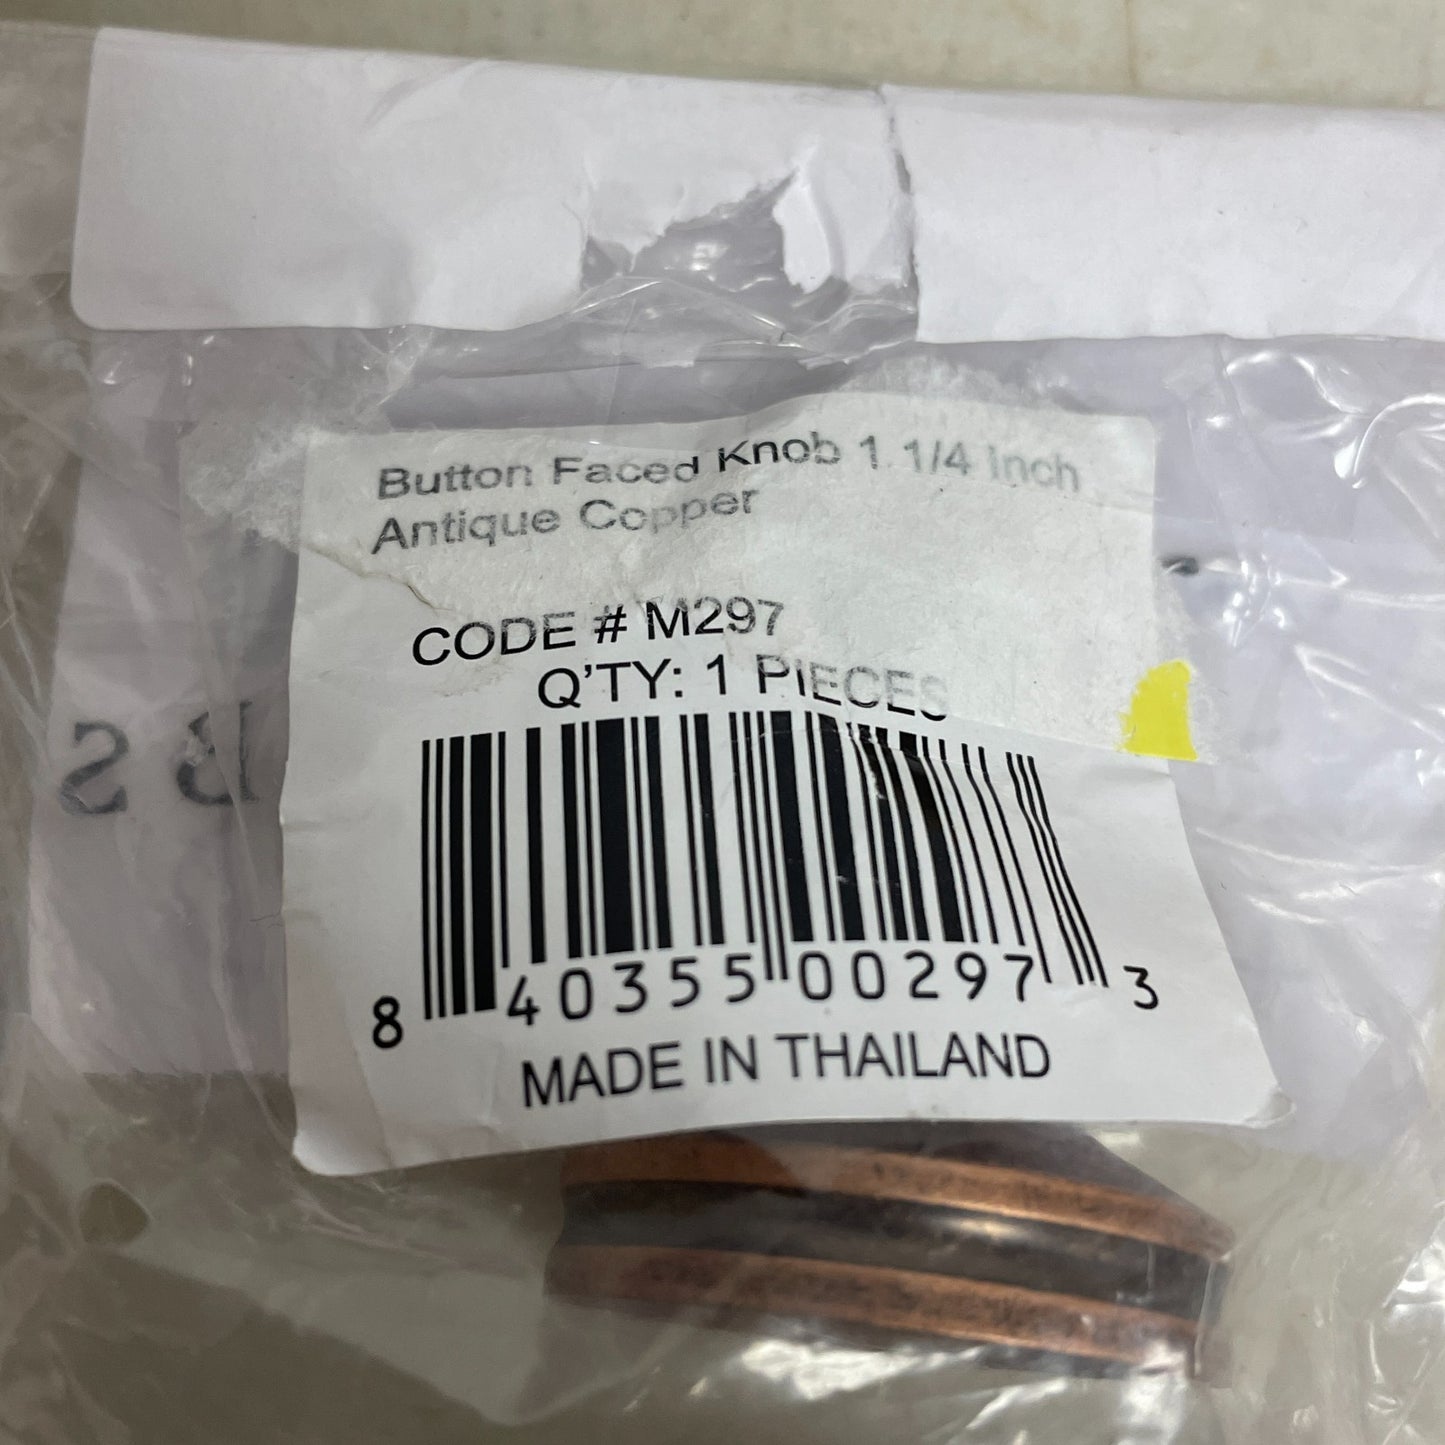 Button Faced Knob 1 1/4 Inch
Antique Copper
CODE # M297
Q'TY: 1 PIECES
8 40355 00297 3
MADE IN THAILAND